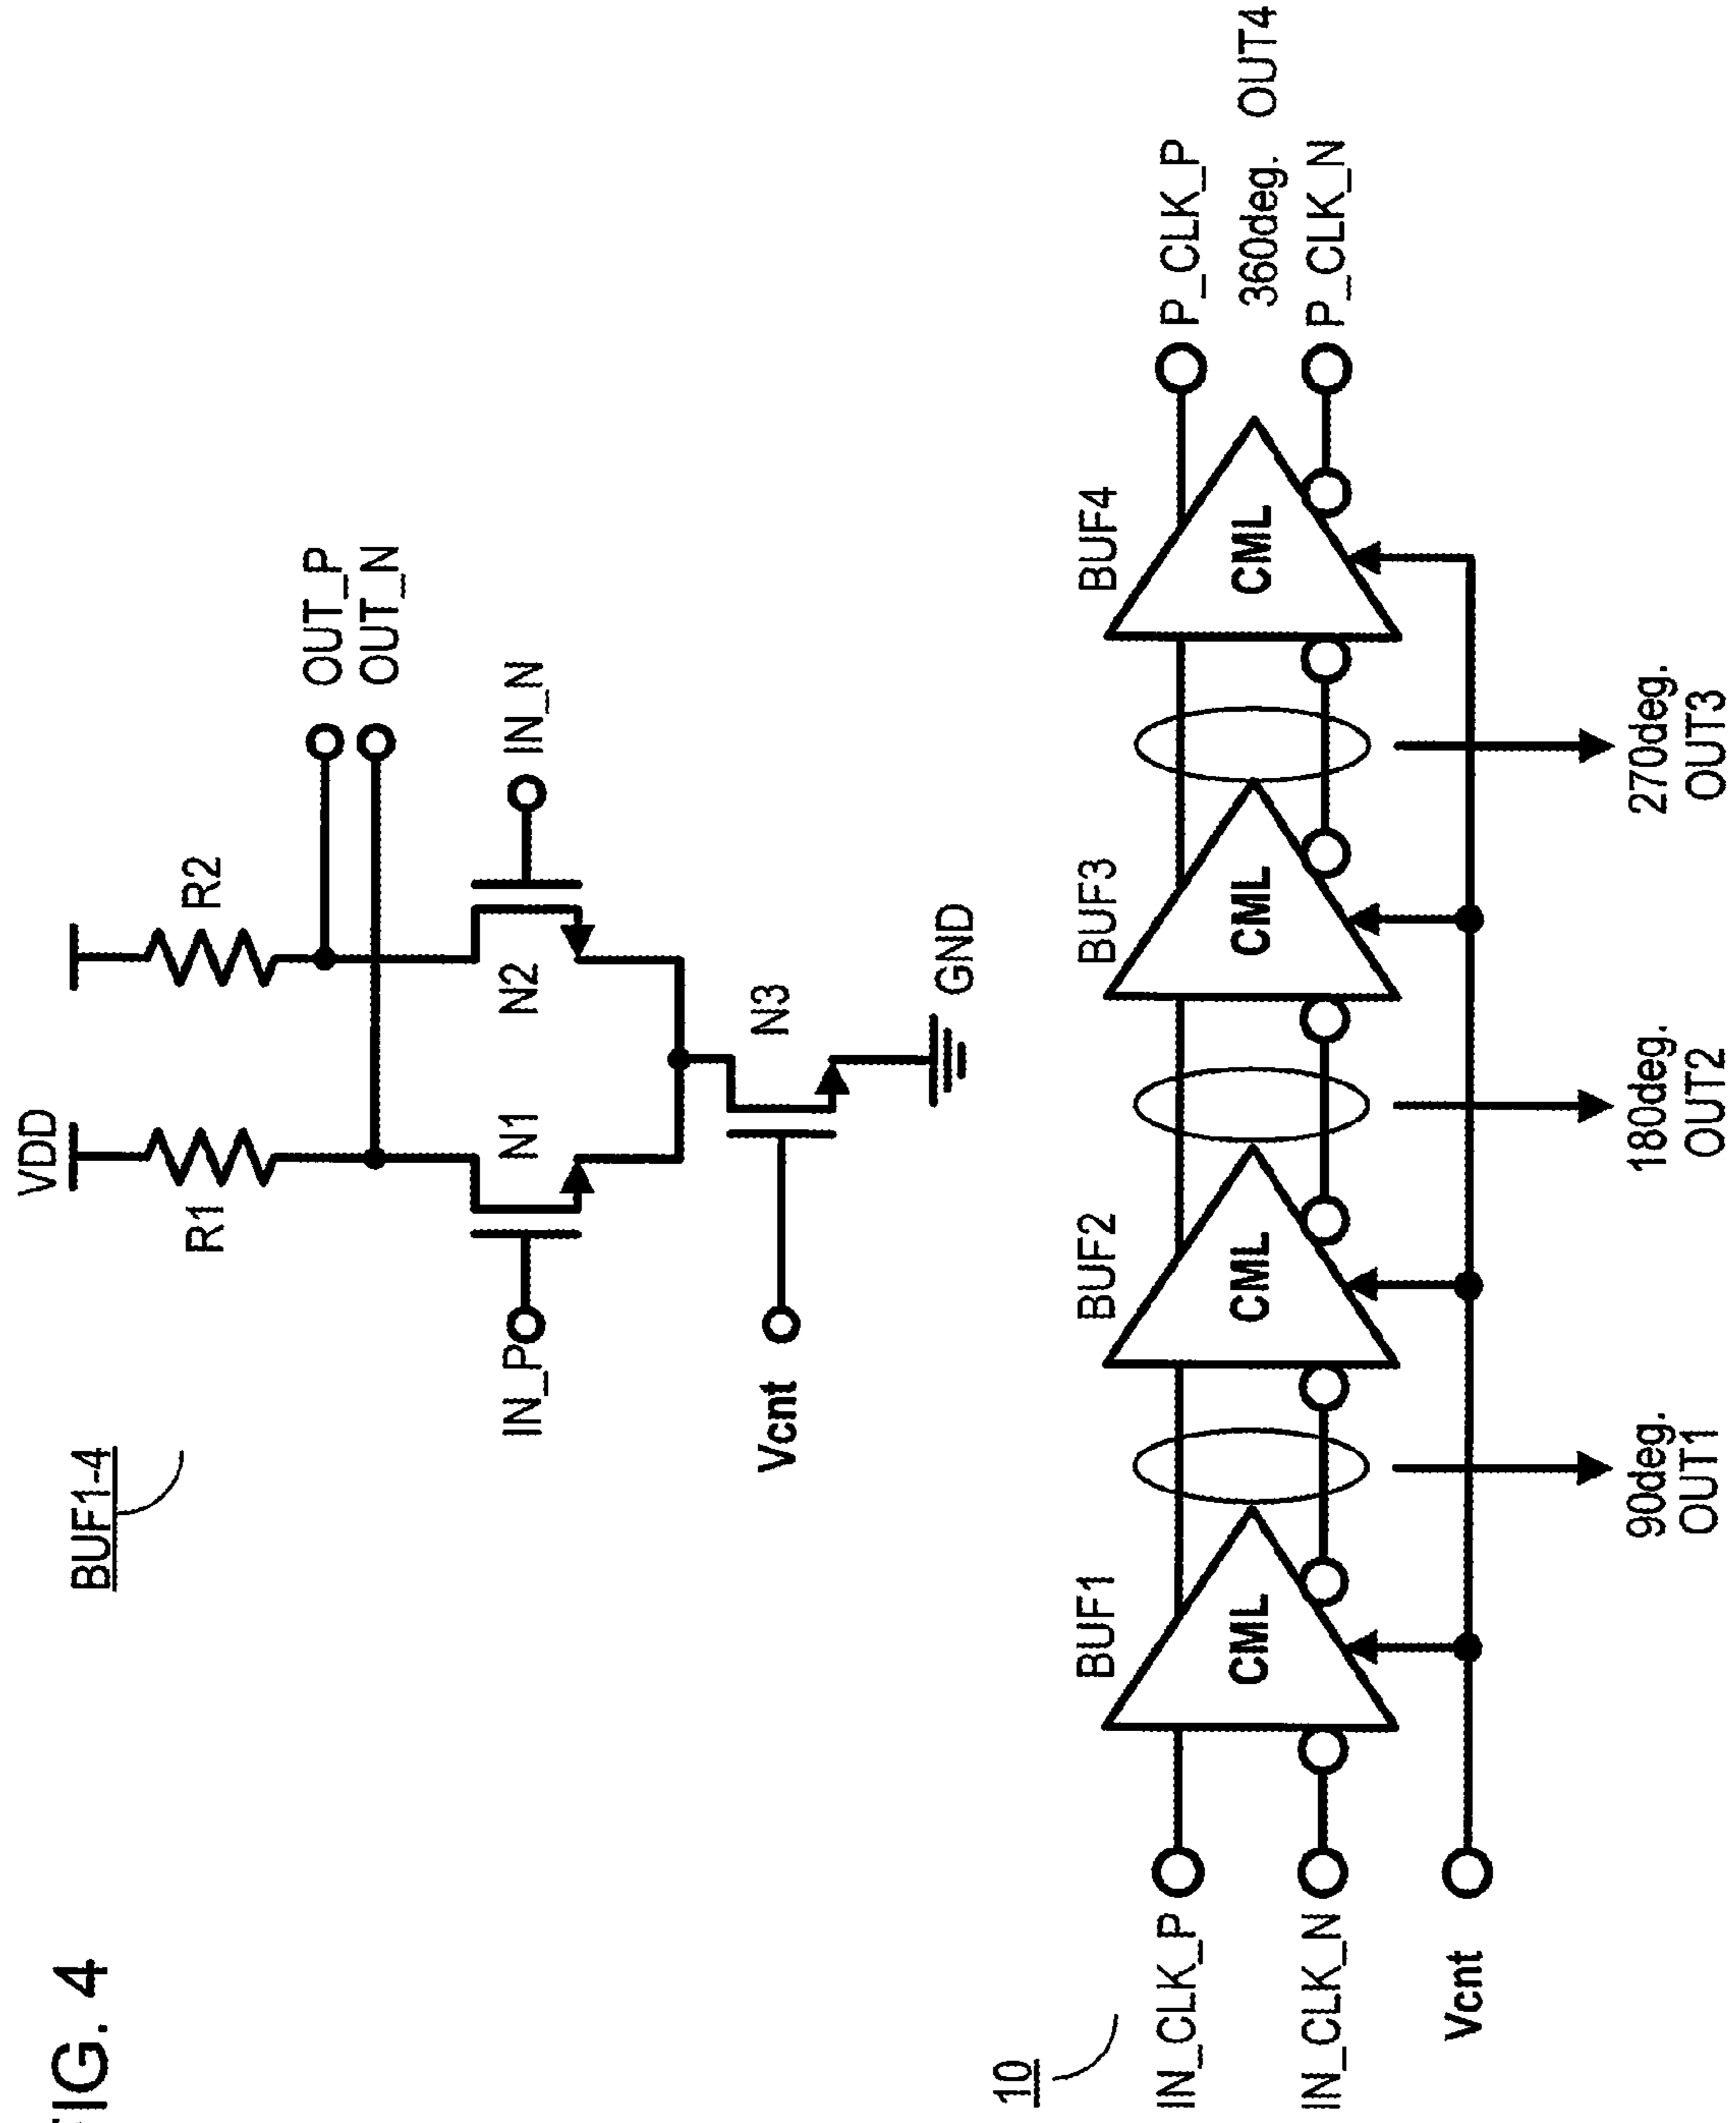 FIG. 4
BUF1-4
VDD
R1
R2
OUT_P
OUT_N
IN_P
N1
N2
IN_N
Vcnt
N3
GND
10
BUF1
BUF2
BUF3
BUF4
IN_CLK_P
CML
CML
CML
CML
P_CLK_P
360deg. OUT4
IN_CLK_N
P_CLK_N
Vcnt
90deg.
OUT1
180deg.
OUT2
270deg.
OUT3